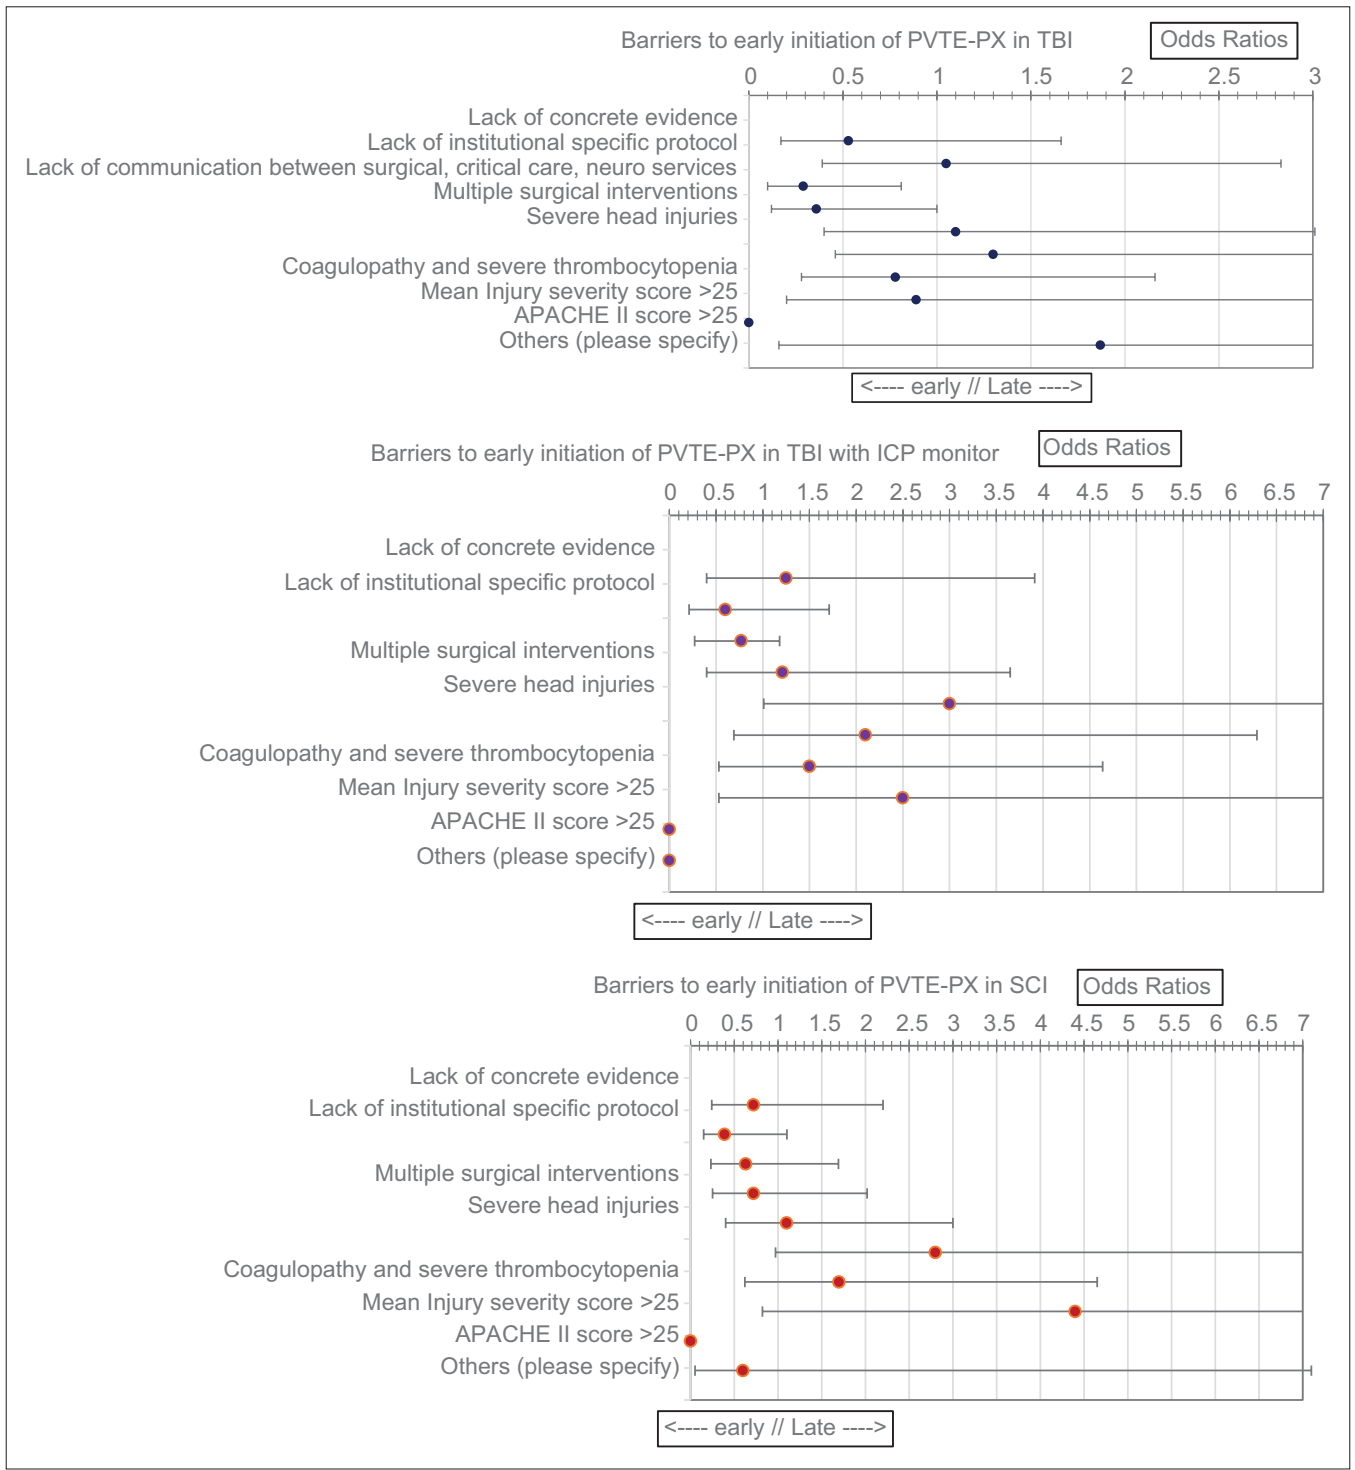 Barriers to early initiation of PVTE-PX in TBI Odds Ratios
0 0.5 1 1.5 2 2.5 3
Lack of concrete evidence
Lack of institutional specific protocol
Lack of communication between surgical, critical care, neuro services
Multiple surgical interventions
Severe head injuries
Coagulopathy and severe thrombocytopenia
Mean Injury severity score >25
APACHE II score >25
Others (please specify)
<---- early // Late ---->
Barriers to early initiation of PVTE-PX in TBI with ICP monitor Odds Ratios
0 0.5 1 1.5 2 2.5 3 3.5 4 4.5 5 5.5 6 6.5 7
Lack of concrete evidence
Lack of institutional specific protocol
Multiple surgical interventions
Severe head injuries
Coagulopathy and severe thrombocytopenia
Mean Injury severity score >25
APACHE II score >25
Others (please specify)
<---- early // Late ---->
Barriers to early initiation of PVTE-PX in SCI Odds Ratios
0 0.5 1 1.5 2 2.5 3 3.5 4 4.5 5 5.5 6 6.5 7
Lack of concrete evidence
Lack of institutional specific protocol
Multiple surgical interventions
Severe head injuries
Coagulopathy and severe thrombocytopenia
Mean Injury severity score >25
APACHE II score >25
Others (please specify)
<---- early // Late ---->